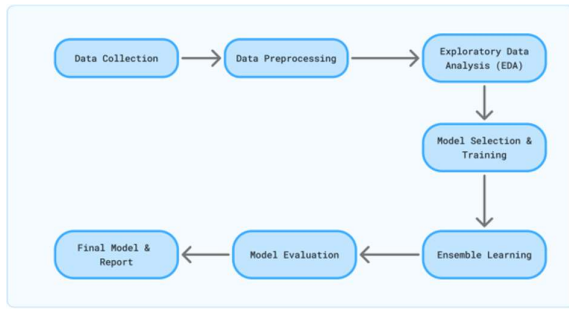 Data Collection
Data Preprocessing
Exploratory Data
Analysis (EDA)
Model Selection &
Training
Ensemble Learning
Model Evaluation
Final Model &
Report